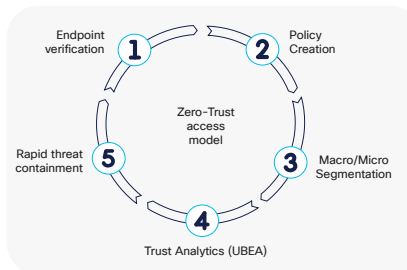 Endpoint
verification
1
2
Policy
Creation
Zero-Trust
access
model
Rapid threat
containment
5
3
Macro/Micro
Segmentation
4
Trust Analytics (UBEA)